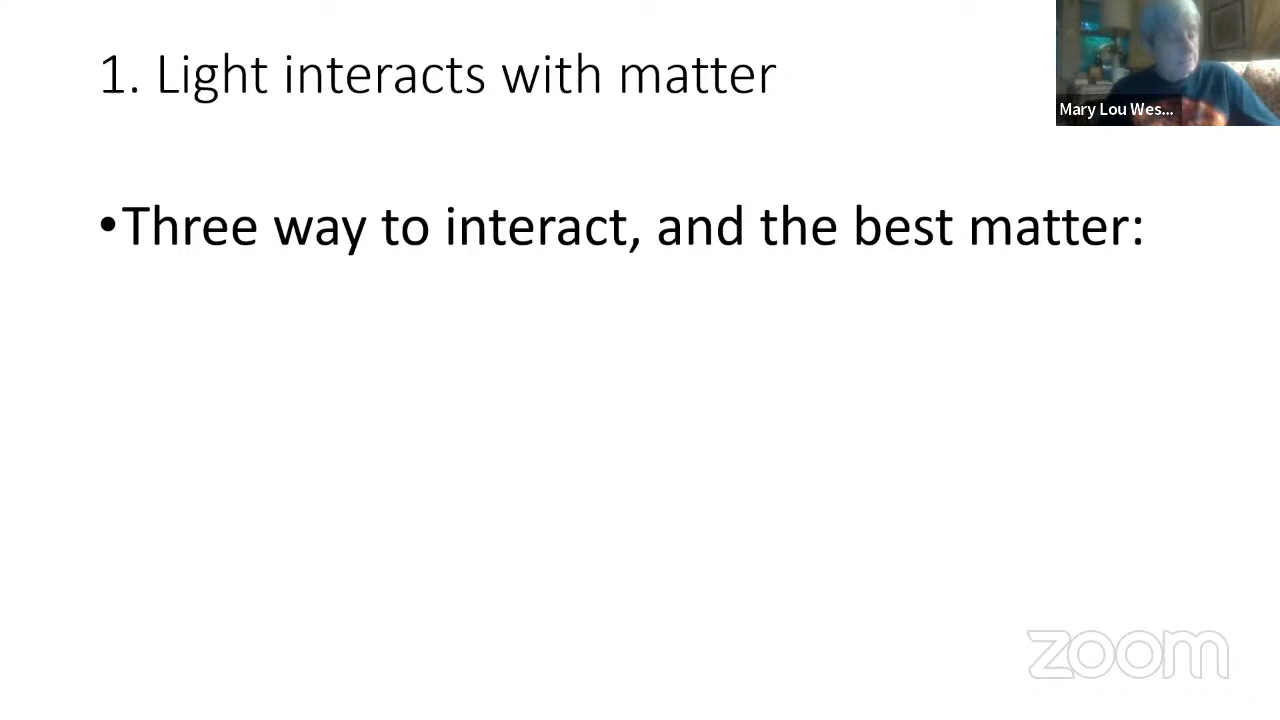 1. Light interacts with matter
Mary Lou Wes...
•Three way to interact, and the best matter:
zoom